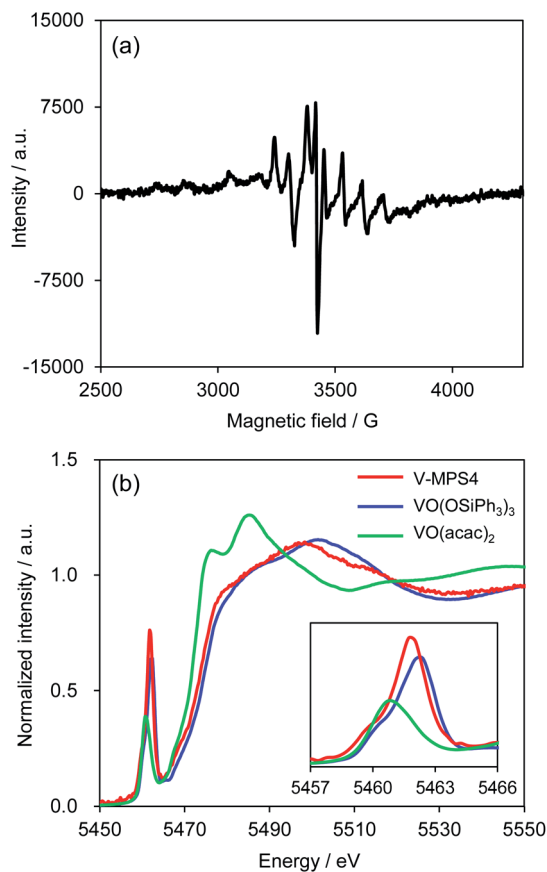 (a)
Intensity / a.u.
15000
7500
0
-7500
-15000
2500 3000 3500 4000
Magnetic field / G
(b)
V-MPS4
VO(OSiPh3)3
VO(acac)2
Normalized intensity / a.u.
1.5
1.0
0.5
0.0
5457 5460 5463 5466
5450 5470 5490 5510 5530 5550
Energy / eV